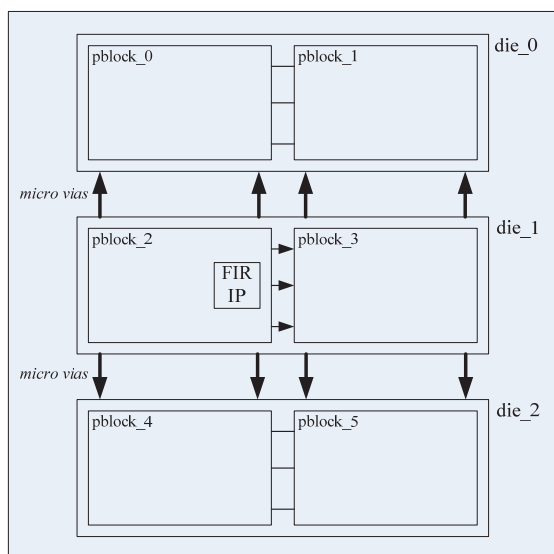 die_0
pblock_0
pblock_1
micro vias
die_1
pblock_2
pblock_3
FIR
IP
micro vias
die_2
pblock_4
pblock_5